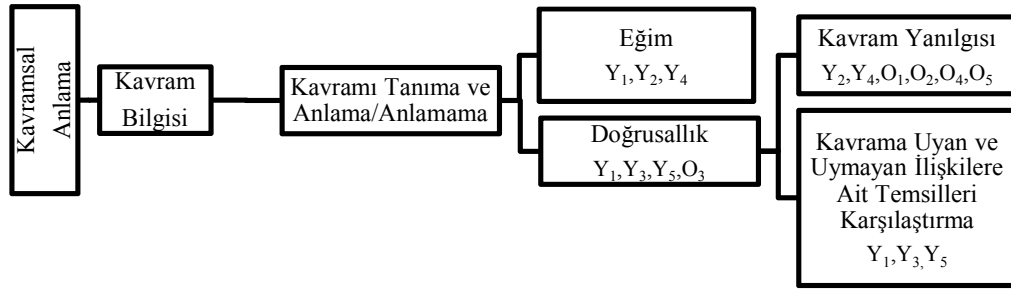 Kavramsal
Anlama
Kavram
Bilgisi
Kavramı Tanıma ve
Anlama/Anlamama
Eğim
Y₁,Y₂,Y₄
Doğrusallık
Y₁,Y₃,Y₅,O₃
Kavram Yanılgısı
Y₂,Y₄,O₁,O₂,O₄,O₅
Kavrama Uyan ve
Uymayan İlişkilere
Ait Temsilleri
Karşılaştırma
Y₁,Y₃,Y₅